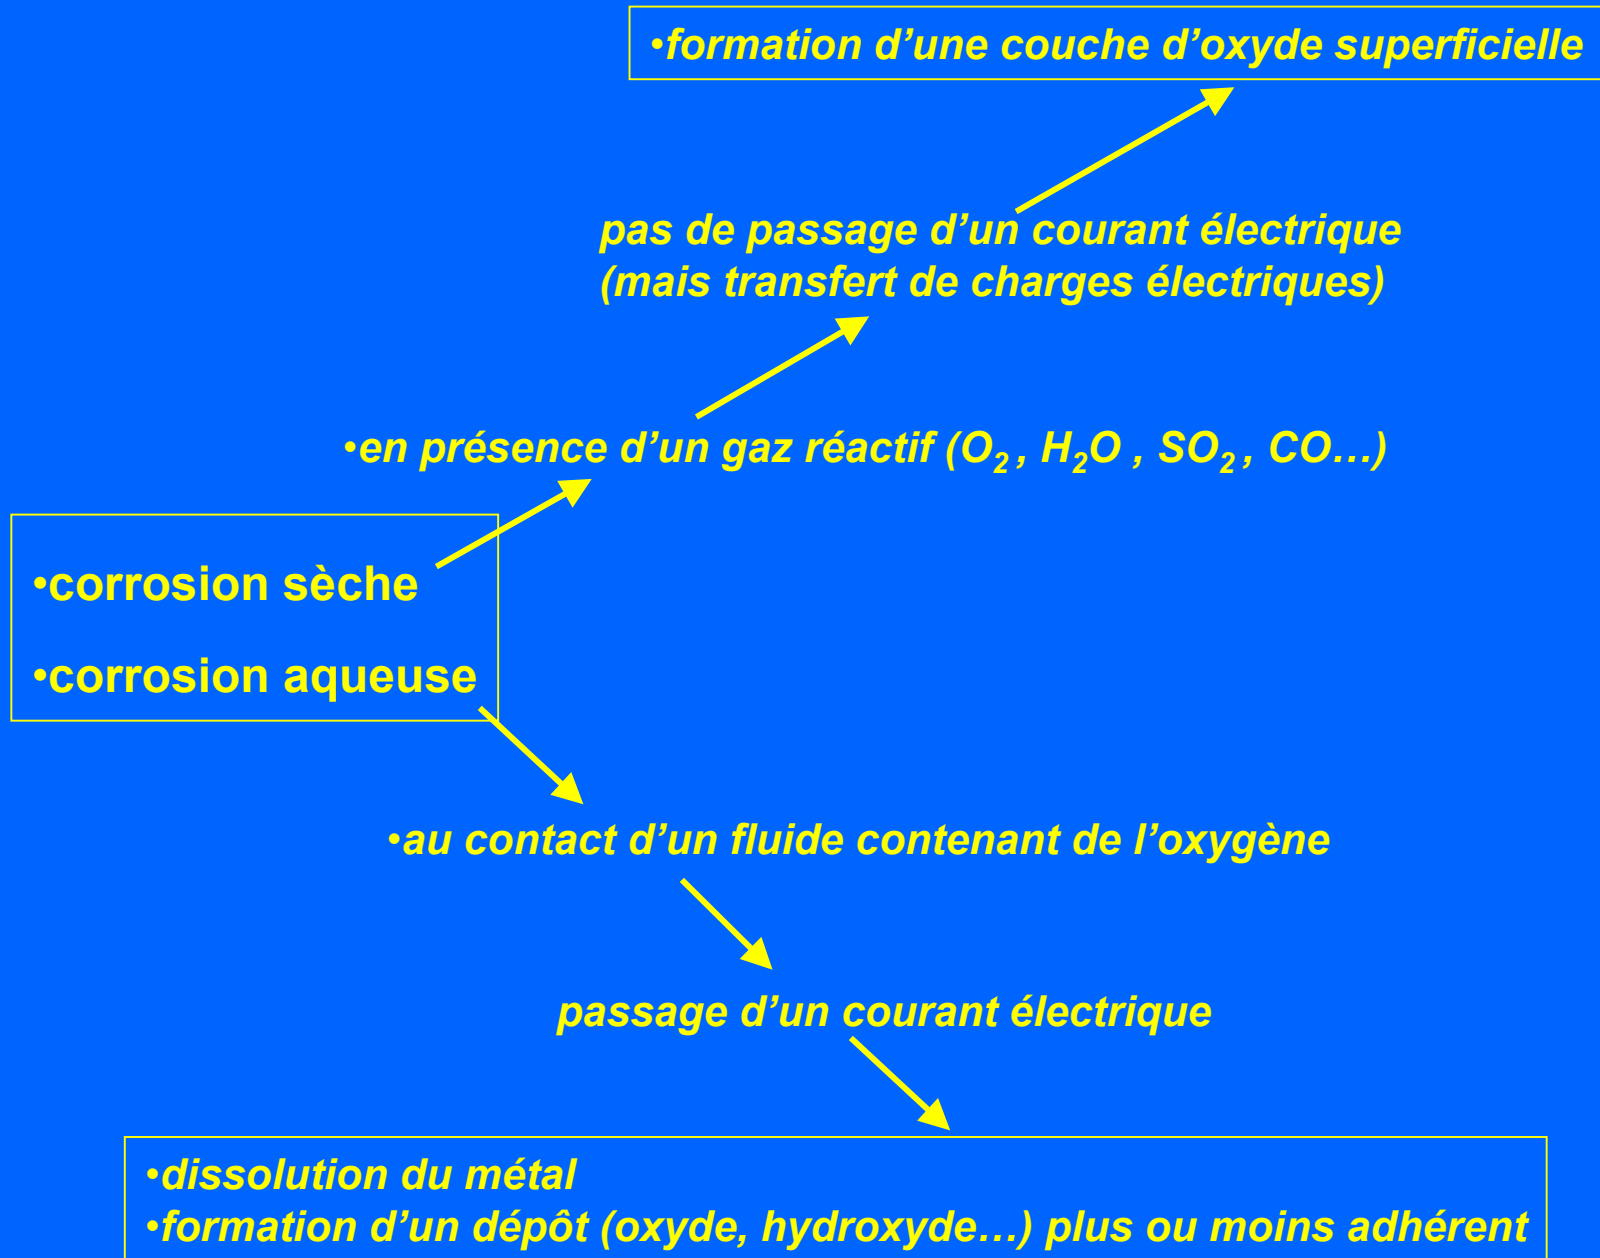 •formation d’une couche d’oxyde superficielle
pas de passage d’un courant électrique
(mais transfert de charges électriques)
•en présence d’un gaz réactif (O₂ , H₂O , SO₂ , CO…)
•corrosion sèche
•corrosion aqueuse
•au contact d’un fluide contenant de l’oxygène
passage d’un courant électrique
•dissolution du métal
•formation d’un dépôt (oxyde, hydroxyde…) plus ou moins adhérent